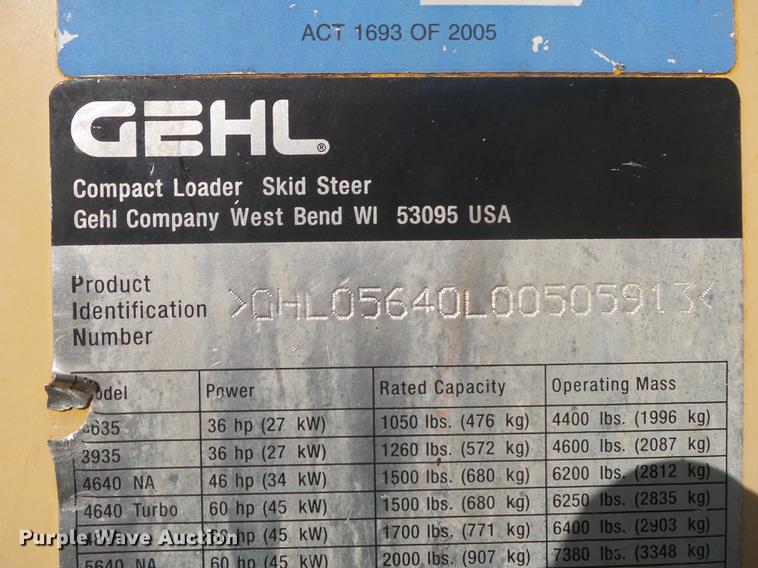 ACT 1693 OF 2005
GEHL®
Compact Loader Skid Steer
Gehl Company West Bend WI 53095 USA
Product
Identification
Number
>GHL05640L00505913<
Power Rated Capacity Operating Mass
36 hp (27 kW) 1050 lbs. (476 kg) 4400 lbs. (1996 kg)
3935 36 hp (27 kW) 1260 lbs. (572 kg) 4600 lbs. (2087 kg)
4640 NA 46 hp (34 kW) 1500 lbs. (680 kg) 6200 lbs. (2812 kg)
4640 Turbo 60 hp (45 kW) 1500 lbs. (680 kg) 6250 lbs. (2835 kg)
hp (45 kW) 1700 lbs. (771 kg) 6400 lbs. (2903 kg)
5640 NA 60 hp (45 kW) 2000 lbs. (907 kg) 7380 lbs. (3348 kg)
Purple Wave Auction